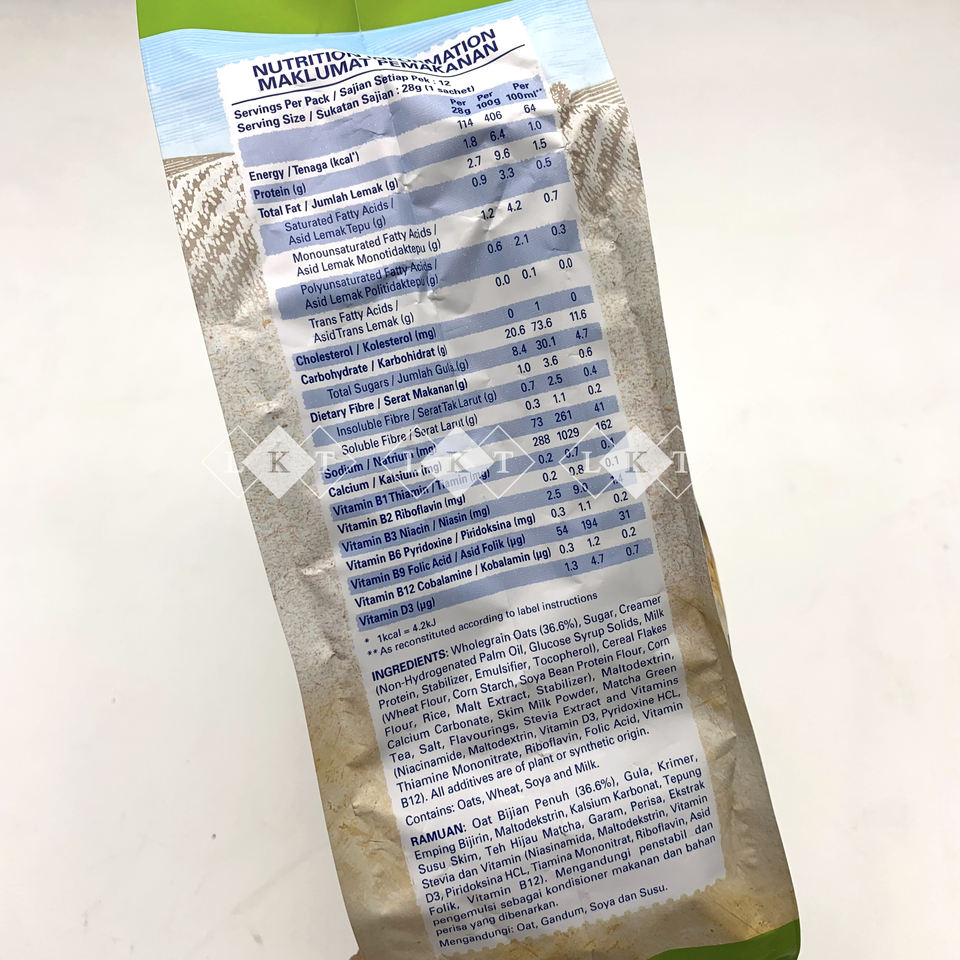 NUTRITION INFORMATION
MAKLUMAT PEMAKANAN
Servings Per Pack / Sajian Setiap Pek : 12
Serving Size / Sukatan Sajian : 28g (1 sachet)
Per 28g Per 100g Per 100ml**
Energy / Tenaga (kcal*) 114 406 64
Protein (g) 1.8 6.4 1.0
Total Fat / Jumlah Lemak (g) 2.7 9.6 1.5
Saturated Fatty Acids /
Asid LemakTepu (g) 0.9 3.3 0.5
Monounsaturated Fatty Acids /
Asid Lemak Monotidaktepu (g) 1.2 4.2 0.7
Polyunsaturated Fatty Acids /
Asid Lemak Politidaktepu (g) 0.6 2.1 0.3
Trans Fatty Acids /
AsidTrans Lemak (g) 0.0 0.1 0.0
Cholesterol / Kolesterol (mg) 0 1 0
Carbohydrate / Karbohidrat (g) 20.6 73.6 11.6
Total Sugars / Jumlah Gula (g) 8.4 30.1 4.7
Dietary Fibre / Serat Makanan (g) 1.0 3.6 0.6
Insoluble Fibre / SeratTak Larut (g) 0.7 2.5 0.4
Soluble Fibre / Serat Larut (g) 0.3 1.1 0.2
Sodium / Natrium (mg) 73 261 41
Calcium / Kalsium (mg) 288 1029 162
Vitamin B1 Thiamin / Tiamin (mg) 0.2
Vitamin B2 Riboflavin (mg) 0.2 0.8 0.1
Vitamin B3 Niacin / Niasin (mg) 2.5 9.0
Vitamin B6 Pyridoxine / Piridoksina (mg) 0.3 1.1 0.2
Vitamin B9 Folic Acid / Asid Folik (µg) 54 194 31
Vitamin B12 Cobalamine / Kobalamin (µg) 0.3 1.2 0.2
Vitamin D3 (µg) 1.3 4.7 0.7
* 1kcal = 4.2kJ
** As reconstituted according to label instructions
INGREDIENTS: Wholegrain Oats (36.6%), Sugar, Creamer
(Non-Hydrogenated Palm Oil, Glucose Syrup Solids, Milk
Protein, Stabilizer, Emulsifier, Tocopherol), Cereal Flakes
(Wheat Flour, Corn Starch, Soya Bean Protein Flour, Corn
Flour, Rice, Malt Extract, Stabilizer), Maltodextrin,
Calcium Carbonate, Skim Milk Powder, Matcha Green
Tea, Salt, Flavourings, Stevia Extract and Vitamins
(Niacinamide, Maltodextrin, Vitamin D3, Pyridoxine HCL,
Thiamine Mononitrate, Riboflavin, Folic Acid, Vitamin
B12). All additives are of plant or synthetic origin.
Contains: Oats, Wheat, Soya and Milk.
RAMUAN: Oat Bijian Penuh (36.6%), Gula, Krimer,
Emping Bijirin, Maltodekstrin, Kalsium Karbonat, Tepung
Susu Skim, Teh Hijau Matcha, Garam, Perisa, Ekstrak
Stevia dan Vitamin (Niasinamida, Maltodekstrin, Vitamin
D3, Piridoksina HCL, Tiamina Mononitrat, Riboflavin, Asid
Folik, Vitamin B12). Mengandungi penstabil dan
pengemulsi sebagai kondisioner makanan dan bahan
perisa yang dibenarkan.
Mengandungi: Oat, Gandum, Soya dan Susu.
L K T L K T L K T